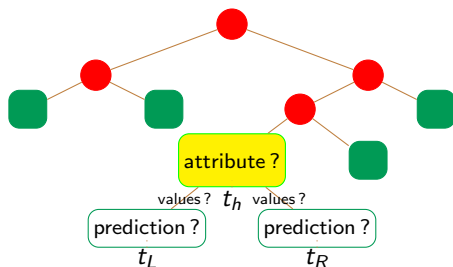 attribute ?
values ? t_h values ?
prediction ? prediction ?
t_L t_R